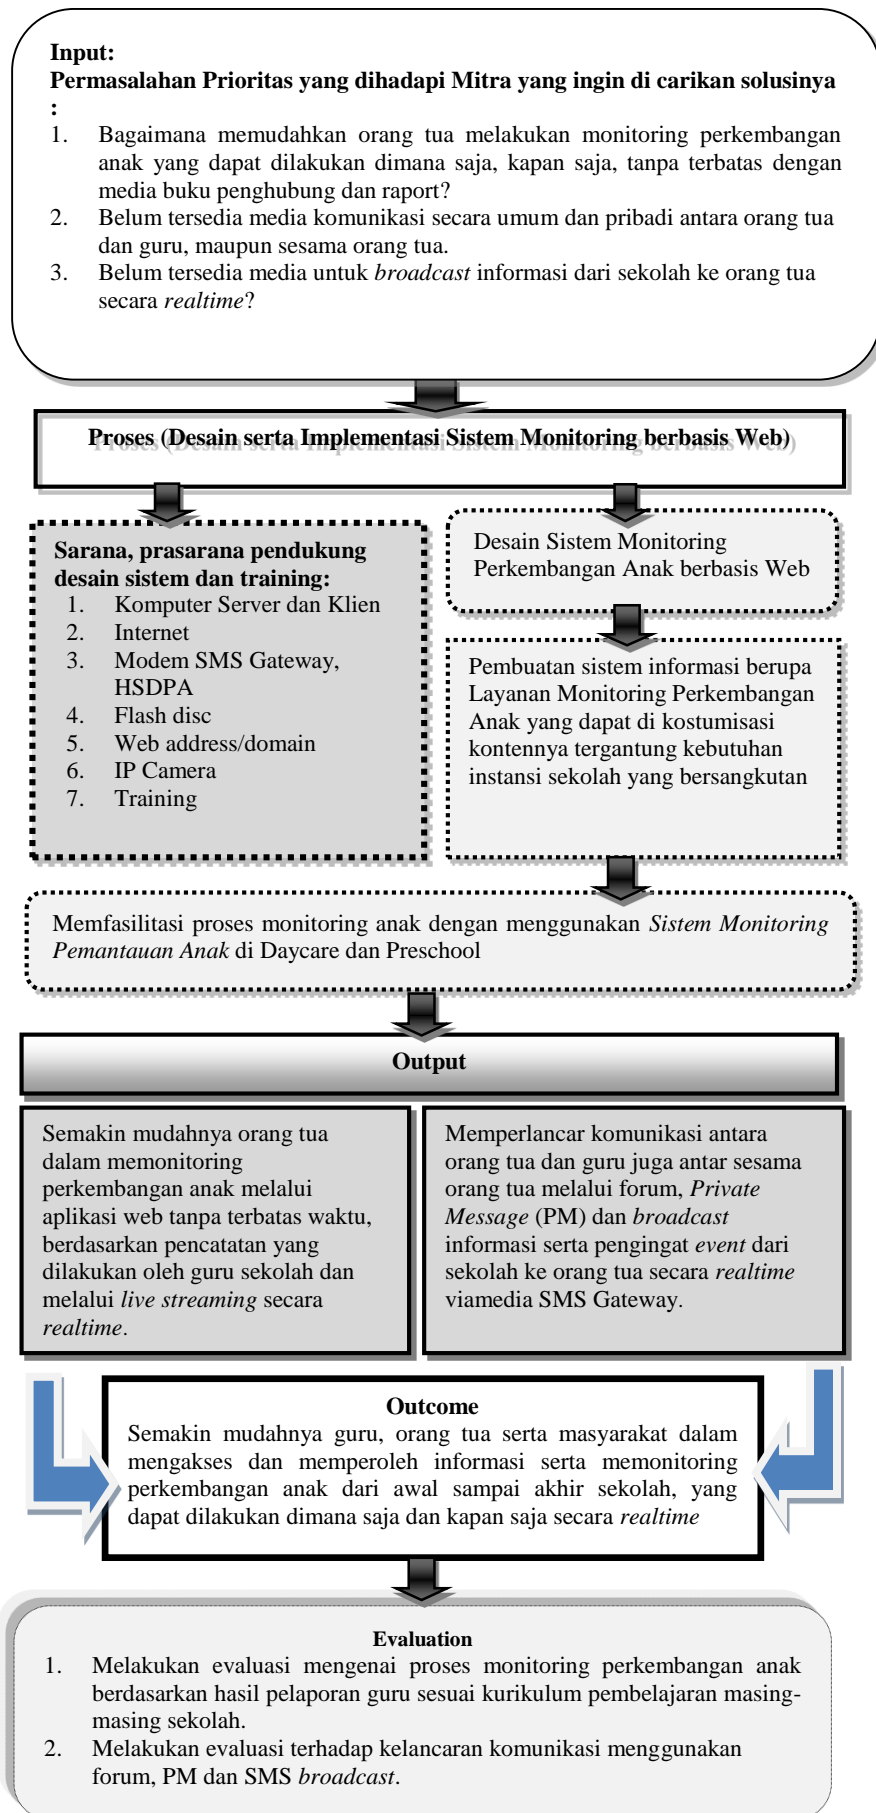 Input:
Permasalahan Prioritas yang dihadapi Mitra yang ingin di carikan solusinya
:
1. Bagaimana memudahkan orang tua melakukan monitoring perkembangan
anak yang dapat dilakukan dimana saja, kapan saja, tanpa terbatas dengan
media buku penghubung dan raport?
2. Belum tersedia media komunikasi secara umum dan pribadi antara orang tua
dan guru, maupun sesama orang tua.
3. Belum tersedia media untuk broadcast informasi dari sekolah ke orang tua
secara realtime?
Proses (Desain serta Implementasi Sistem Monitoring berbasis Web)
Sarana, prasarana pendukung
desain sistem dan training:
1. Komputer Server dan Klien
2. Internet
3. Modem SMS Gateway,
HSDPA
4. Flash disc
5. Web address/domain
6. IP Camera
7. Training
Desain Sistem Monitoring
Perkembangan Anak berbasis Web
Pembuatan sistem informasi berupa
Layanan Monitoring Perkembangan
Anak yang dapat di kostumisasi
kontennya tergantung kebutuhan
instansi sekolah yang bersangkutan
Memfasilitasi proses monitoring anak dengan menggunakan Sistem Monitoring
Pemantauan Anak di Daycare dan Preschool
Output
Semakin mudahnya orang tua
dalam memonitoring
perkembangan anak melalui
aplikasi web tanpa terbatas waktu,
berdasarkan pencatatan yang
dilakukan oleh guru sekolah dan
melalui live streaming secara
realtime.
Memperlancar komunikasi antara
orang tua dan guru juga antar sesama
orang tua melalui forum, Private
Message (PM) dan broadcast
informasi serta pengingat event dari
sekolah ke orang tua secara realtime
viamedia SMS Gateway.
Outcome
Semakin mudahnya guru, orang tua serta masyarakat dalam
mengakses dan memperoleh informasi serta memonitoring
perkembangan anak dari awal sampai akhir sekolah, yang
dapat dilakukan dimana saja dan kapan saja secara realtime
Evaluation
1. Melakukan evaluasi mengenai proses monitoring perkembangan anak
berdasarkan hasil pelaporan guru sesuai kurikulum pembelajaran masing-
masing sekolah.
2. Melakukan evaluasi terhadap kelancaran komunikasi menggunakan
forum, PM dan SMS broadcast.